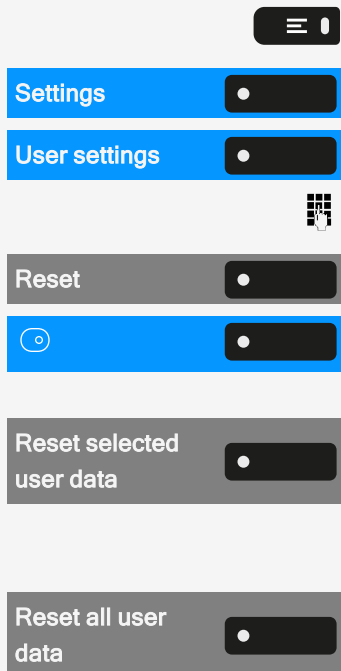 Settings
User settings
Reset
Reset selected
user data
Reset all user
data